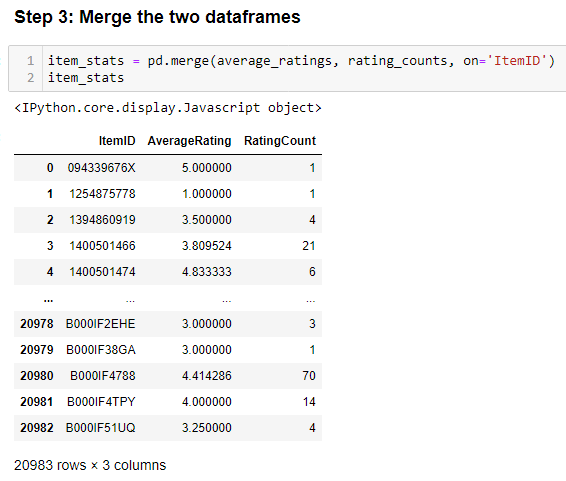 Step 3: Merge the two dataframes
1 item_stats = pd.merge(average_ratings, rating_counts, on='ItemID')
2 item_stats
<IPython.core.display.Javascript object>
ItemID AverageRating RatingCount
0 094339676X 5.000000 1
1 1254875778 1.000000 1
2 1394860919 3.500000 4
3 1400501466 3.809524 21
4 1400501474 4.833333 6
... ... ... ...
20978 B000IF2EHE 3.000000 3
20979 B000IF38GA 3.000000 1
20980 B000IF4788 4.414286 70
20981 B000IF4TPY 4.000000 14
20982 B000IF51UQ 3.250000 4
20983 rows × 3 columns